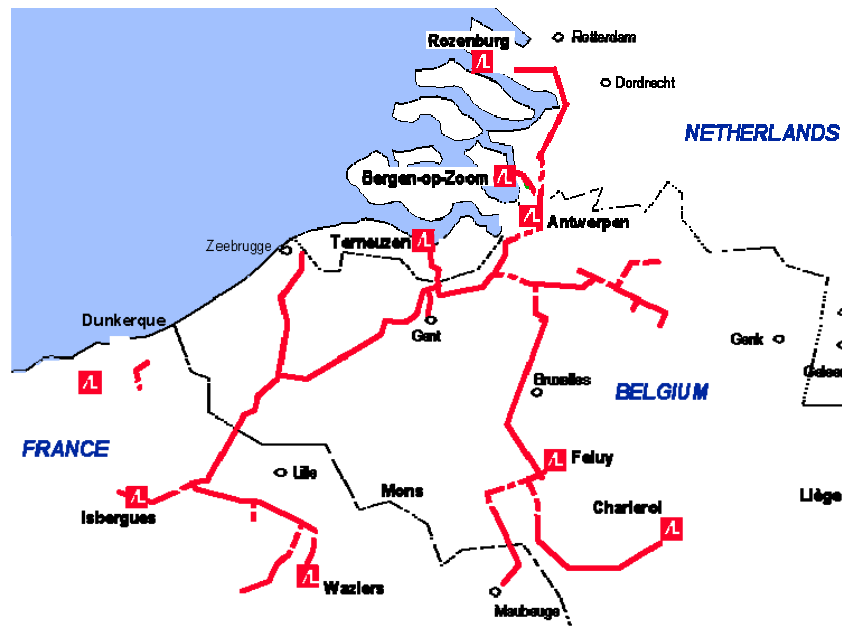 Rozenburg
Rotterdam
Dordrecht
NETHERLANDS
Bergen-op-Zoom
Antwerpen
Terneuzen
Zeebrugge
Dunkerque
Gent
Genk
Bruxelles
BELGIUM
FRANCE
Feluy
Lille
Mons
Liège
Isbergues
Charleroi
Waziers
Maubeuge